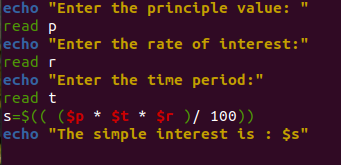 echo "Enter the principle value: "
read p
echo "Enter the rate of interest:"
read r
echo "Enter the time period:"
read t
s=$(( ($p * $t * $r )/ 100))
echo "The simple interest is : $s"